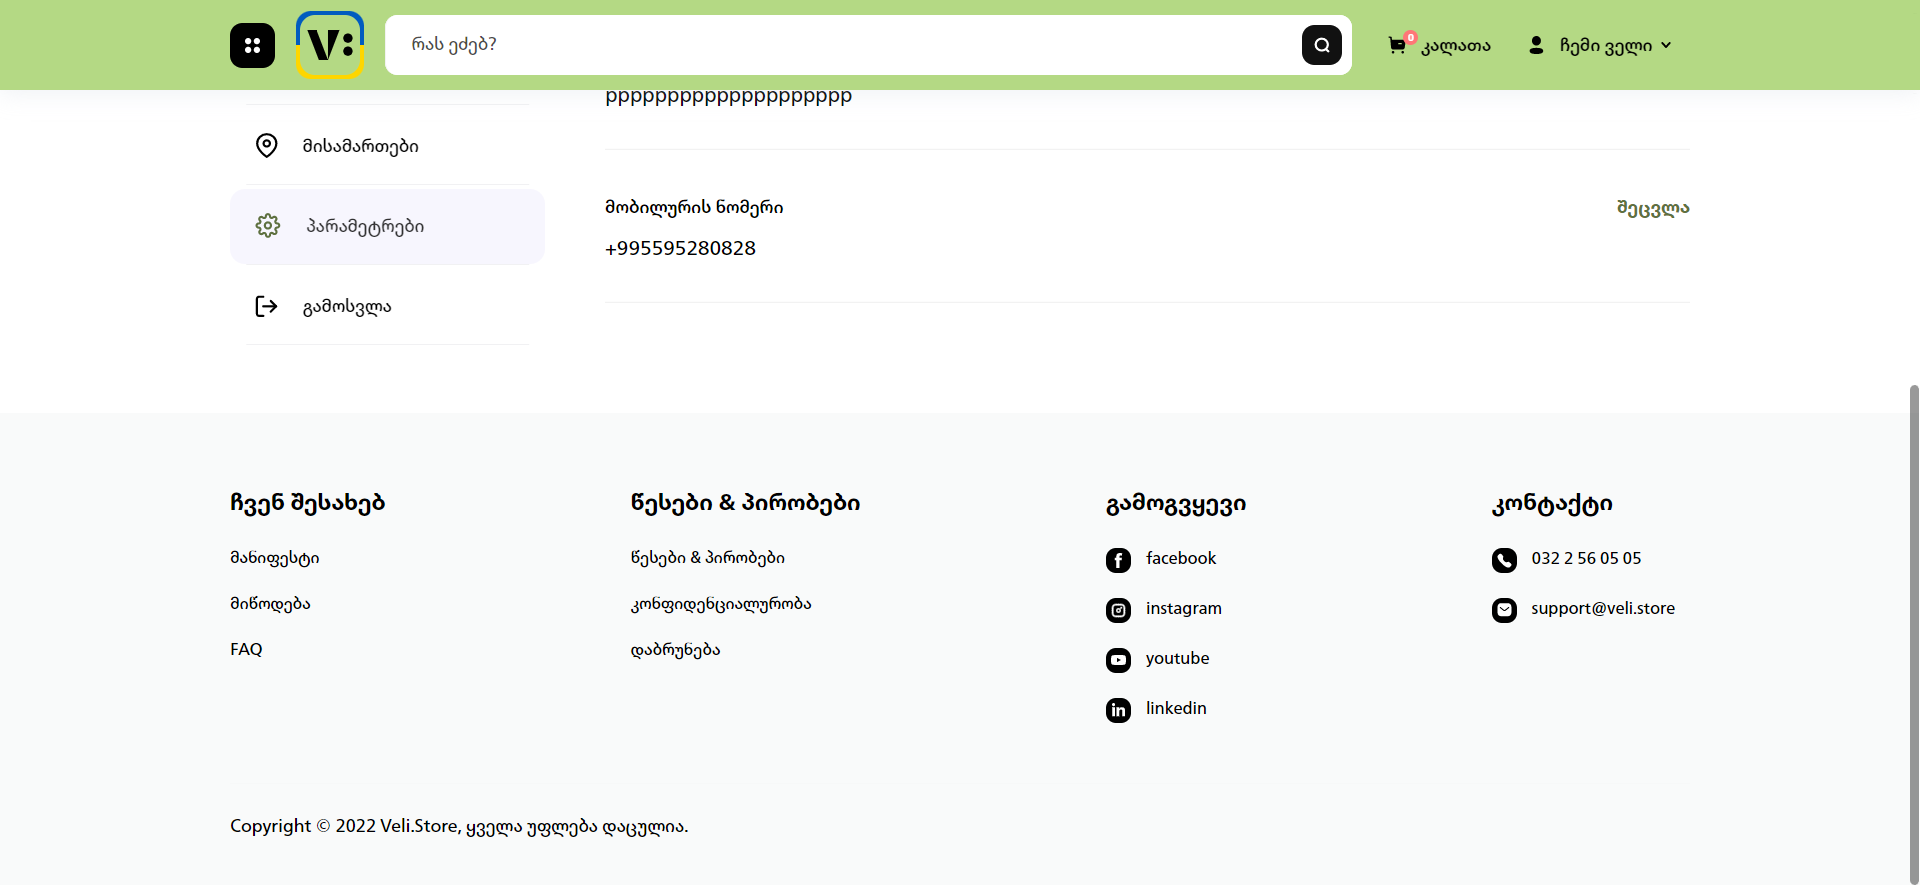 V:
რას ეძებ?
0
კალათა
ჩემი ველი
pppppppppppppppppppp
მისამართები
პარამეტრები
გამოსვლა
მობილურის ნომერი
შეცვლა
+995595280828
ჩვენ შესახებ
მანიფესტი
მიწოდება
FAQ
წესები & პირობები
წესები & პირობები
კონფიდენციალურობა
დაბრუნება
გამოგვყევი
facebook
instagram
youtube
linkedin
კონტაქტი
032 2 56 05 05
support@veli.store
Copyright © 2022 Veli.Store, ყველა უფლება დაცულია.